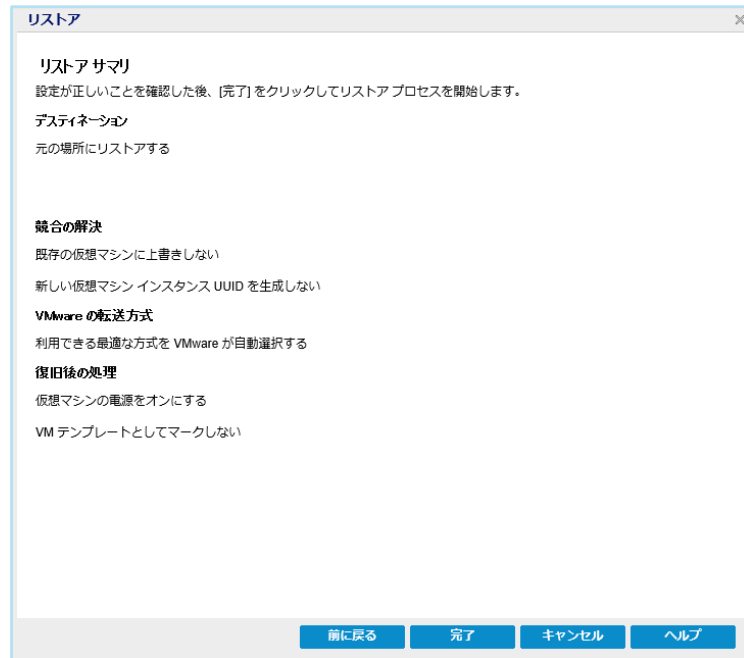 リストア
リストア サマリ
設定が正しいことを確認した後、[完了] をクリックしてリストア プロセスを開始します。
デスティネーション
元の場所にリストアする
競合の解決
既存の仮想マシンに上書きしない
新しい仮想マシン インスタンス UUID を生成しない
VMware の転送方式
利用できる最適な方式を VMware が自動選択する
復旧後の処理
仮想マシンの電源をオンにする
VM テンプレートとしてマークしない
前に戻る 完了 キャンセル ヘルプ